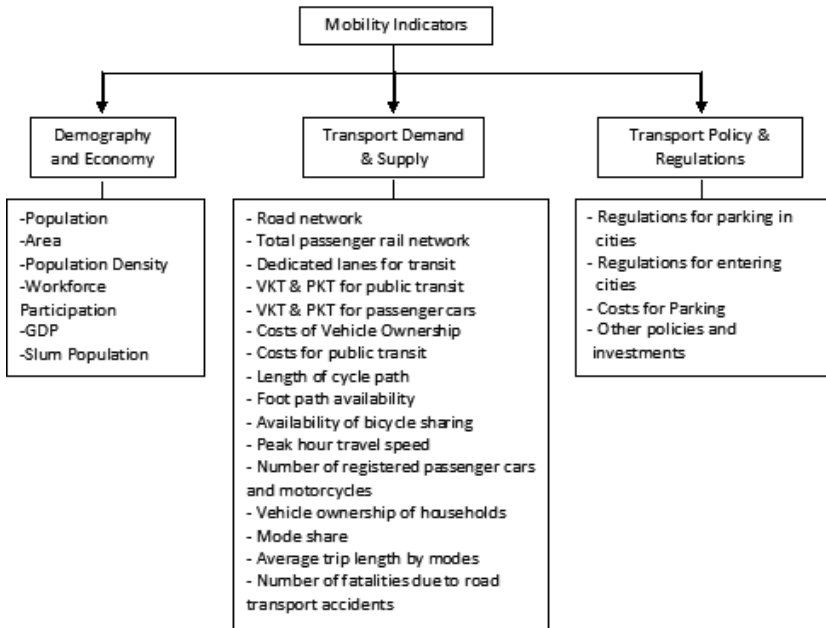 Mobility Indicators
Demography
and Economy
Transport Demand
& Supply
Transport Policy &
Regulations
-Population
-Area
-Population Density
-Workforce
Participation
-GDP
-Slum Population
- Road network
- Total passenger rail network
- Dedicated lanes for transit
- VKT & PKT for public transit
- VKT & PKT for passenger cars
- Costs of Vehicle Ownership
- Costs for public transit
- Length of cycle path
- Foot path availability
- Availability of bicycle sharing
- Peak hour travel speed
- Number of registered passenger cars
and motorcycles
- Vehicle ownership of households
- Mode share
- Average trip length by modes
- Number of fatalities due to road
transport accidents
- Regulations for parking in
cities
- Regulations for entering
cities
- Costs for Parking
- Other policies and
investments